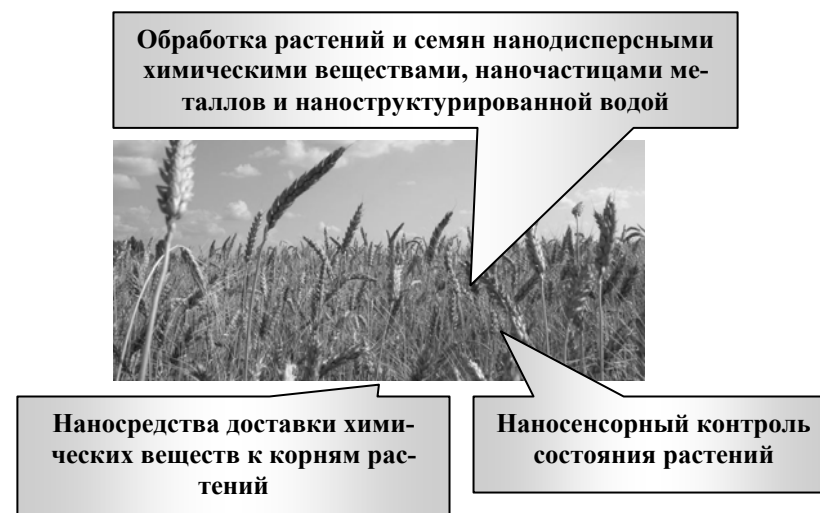 Обработка растений и семян нанодисперсными
химическими веществами, наночастицами ме-
таллов и наноструктурированной водой
Наносредства доставки хими-
ческих веществ к корням рас-
тений
Наносенсорный контроль
состояния растений